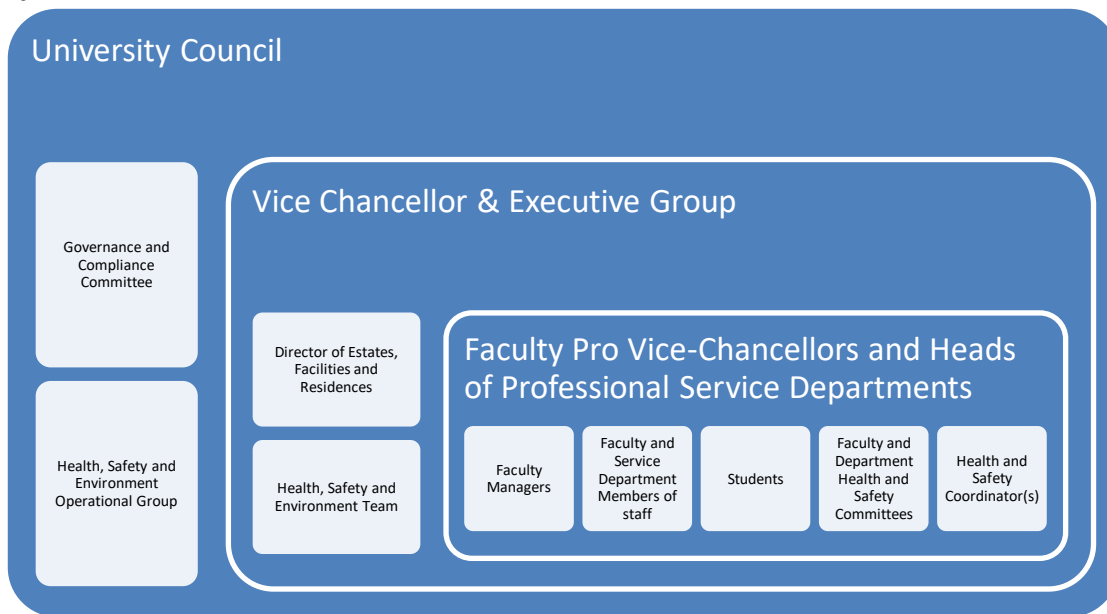 University Council
Governance and
Compliance
Committee
Health, Safety and
Environment
Operational Group
Vice Chancellor & Executive Group
Director of Estates,
Facilities and
Residences
Health, Safety and
Environment Team
Faculty Pro Vice-Chancellors and Heads
of Professional Service Departments
Faculty
Managers
Faculty and
Service
Department
Members of
staff
Students
Faculty and
Department
Health and
Safety
Committees
Health and
Safety
Coordinator(s)